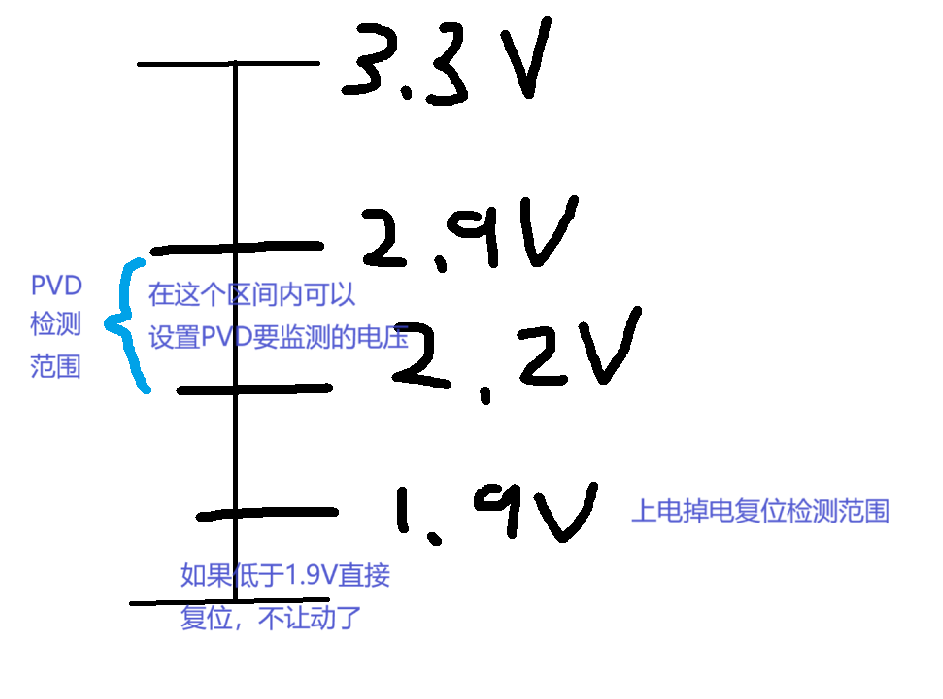 3.3V
2.9V
PVD
检测
范围
在这个区间内可以
设置PVD要监测的电压
2.2V
1.9V
上电掉电复位检测范围
如果低于1.9V直接
复位，不让动了